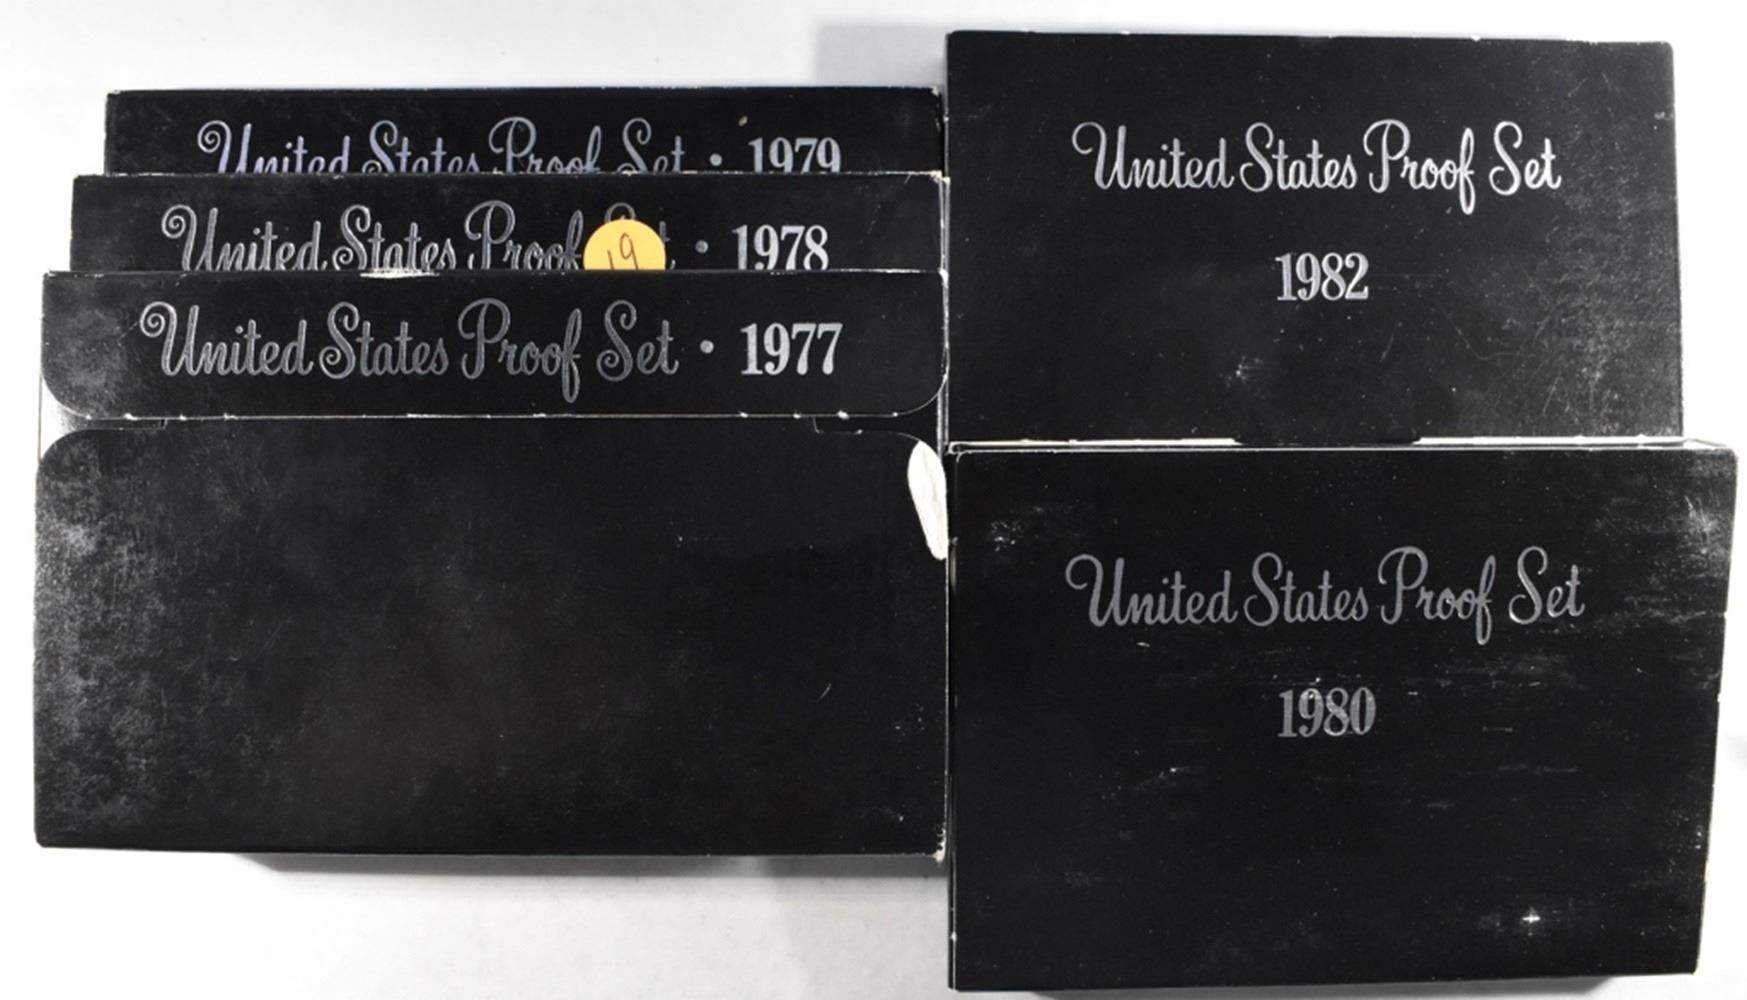 United States Proof Set • 1979
United States Proof Set • 1978
19
United States Proof Set • 1977
United States Proof Set
1982
United States Proof Set
1980